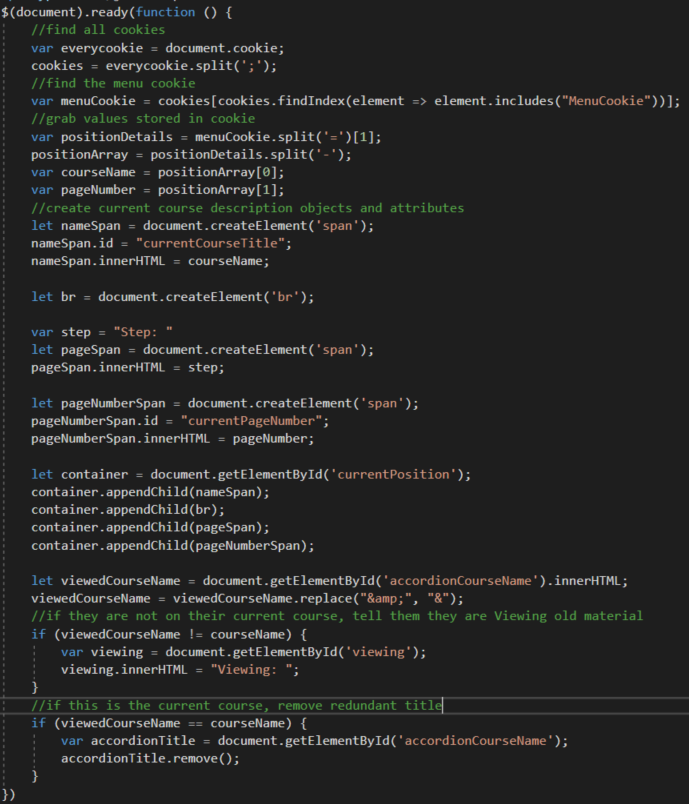 $(document).ready(function () {
    //find all cookies
    var everycookie = document.cookie;
    cookies = everycookie.split(';');
    //find the menu cookie
    var menuCookie = cookies[cookies.findIndex(element => element.includes("MenuCookie"))];
    //grab values stored in cookie
    var positionDetails = menuCookie.split('=')[1];
    positionArray = positionDetails.split('-');
    var courseName = positionArray[0];
    var pageNumber = positionArray[1];
    //create current course description objects and attributes
    let nameSpan = document.createElement('span');
    nameSpan.id = "currentCourseTitle";
    nameSpan.innerHTML = courseName;

    let br = document.createElement('br');

    var step = "Step: "
    let pageSpan = document.createElement('span');
    pageSpan.innerHTML = step;

    let pageNumberSpan = document.createElement('span');
    pageNumberSpan.id = "currentPageNumber";
    pageNumberSpan.innerHTML = pageNumber;

    let container = document.getElementById('currentPosition');
    container.appendChild(nameSpan);
    container.appendChild(br);
    container.appendChild(pageSpan);
    container.appendChild(pageNumberSpan);

    let viewedCourseName = document.getElementById('accordionCourseName').innerHTML;
    viewedCourseName = viewedCourseName.replace("&amp;", "&");
    //if they are not on their current course, tell them they are Viewing old material
    if (viewedCourseName != courseName) {
        var viewing = document.getElementById('viewing');
        viewing.innerHTML = "Viewing: ";
    }
    //if this is the current course, remove redundant title
    if (viewedCourseName == courseName) {
        var accordionTitle = document.getElementById('accordionCourseName');
        accordionTitle.remove();
    }
})